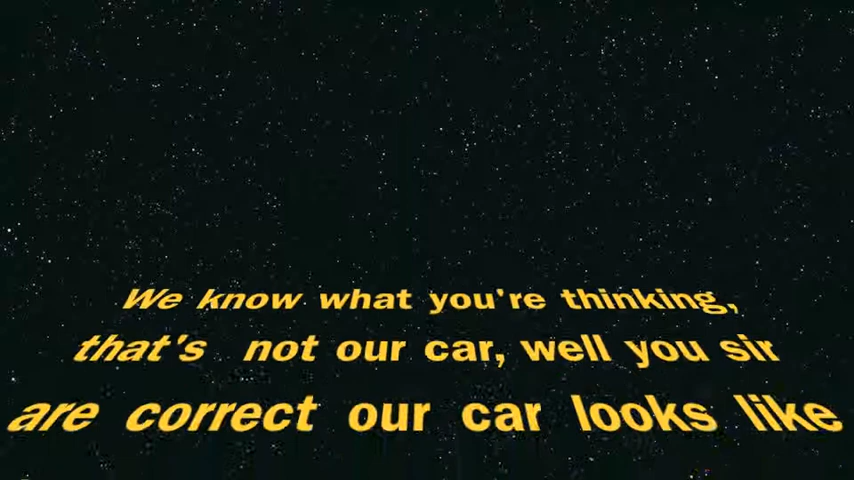 We know what you're thinking,
that's not our car, well you sir
are correct our car looks like